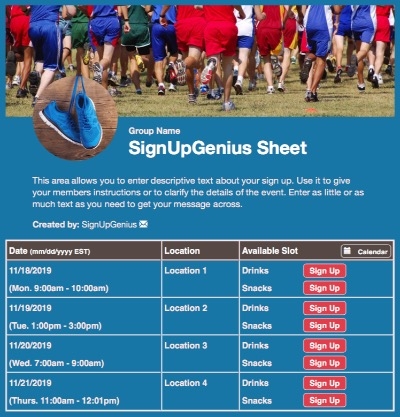 Group Name
SignUpGenius Sheet
This area allows you to enter descriptive text about your sign up. Use it to give
your members instructions or to clarify the details of the event. Enter as little or as
much text as you need to get your message across.
Created by: SignUpGenius
Date (mm/dd/yyyy EST) Location Available Slot Calendar
11/18/2019 Location 1 Drinks Sign Up
(Mon. 9:00am - 10:00am) Snacks Sign Up
11/19/2019 Location 2 Drinks Sign Up
(Tue. 1:00pm - 3:00pm) Snacks Sign Up
11/20/2019 Location 3 Drinks Sign Up
(Wed. 7:00am - 9:00am) Snacks Sign Up
11/21/2019 Location 4 Drinks Sign Up
(Thurs. 11:00am - 12:01pm) Snacks Sign Up